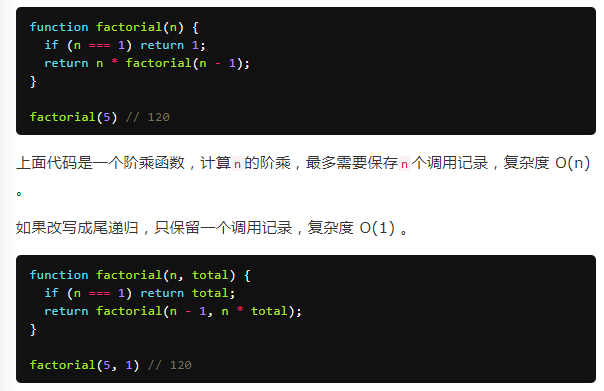 function factorial(n) {
  if (n === 1) return 1;
  return n * factorial(n - 1);
}
factorial(5) // 120
上面代码是一个阶乘函数，计算n的阶乘，最多需要保存n个调用记录，复杂度 O(n)
。
如果改写成尾递归，只保留一个调用记录，复杂度 O(1) 。
function factorial(n, total) {
  if (n === 1) return total;
  return factorial(n - 1, n * total);
}
factorial(5, 1) // 120